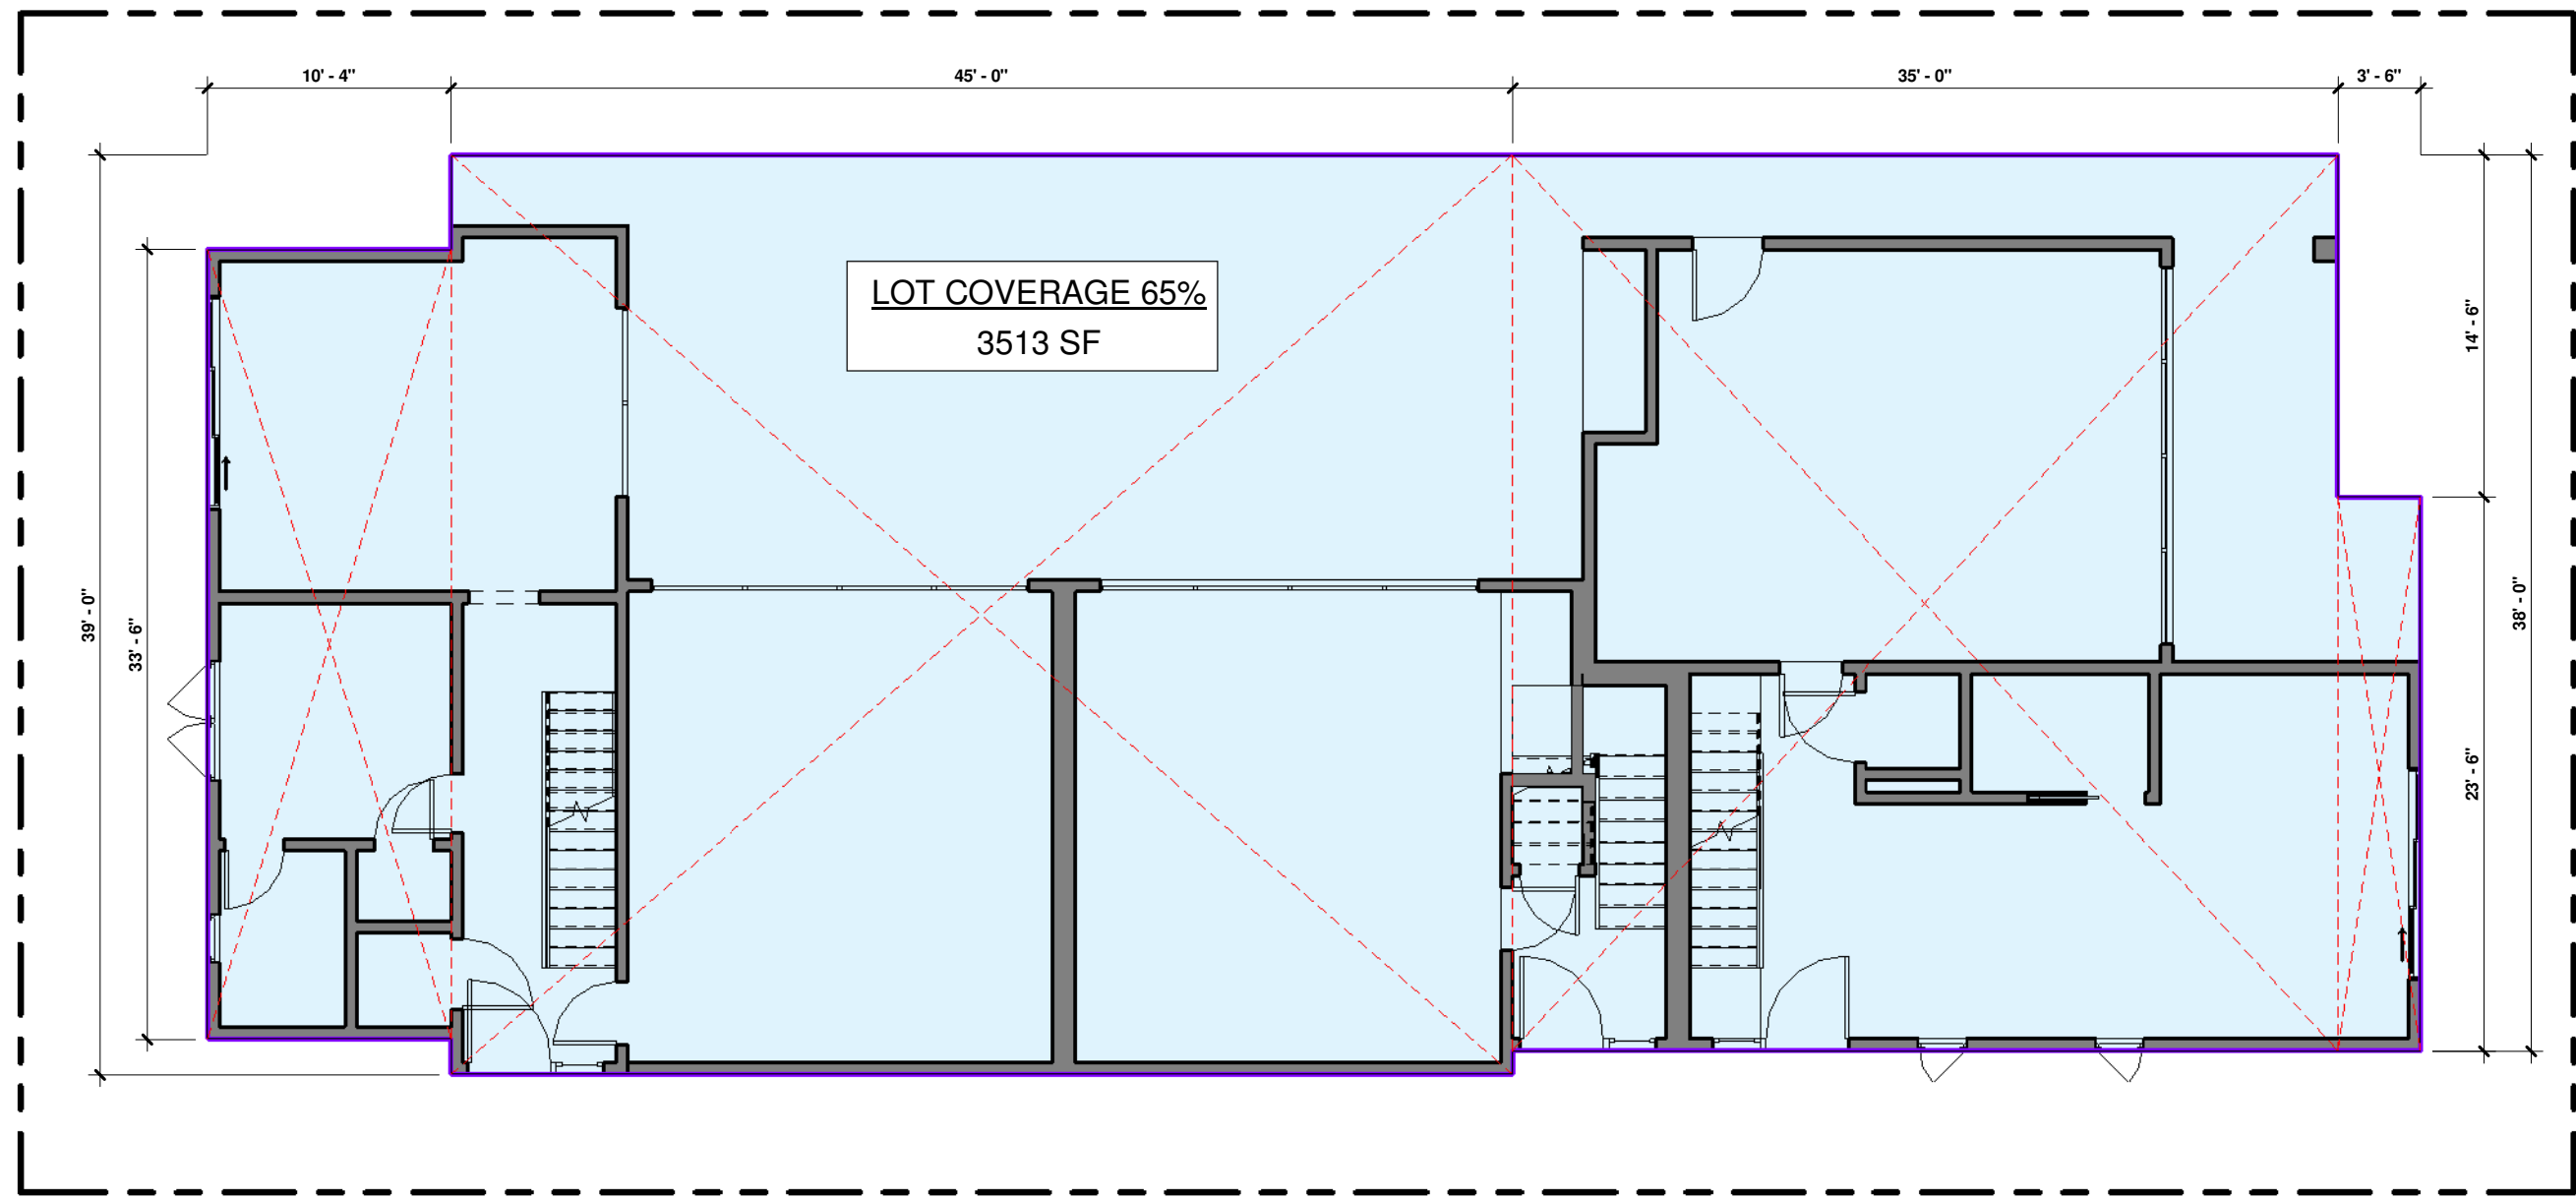 10' - 4"
45' - 0"
35' - 0"
3' - 6"
LOT COVERAGE 65%
3513 SF
14' - 6"
39' - 0"
33' - 6"
38' - 0"
23' - 6"